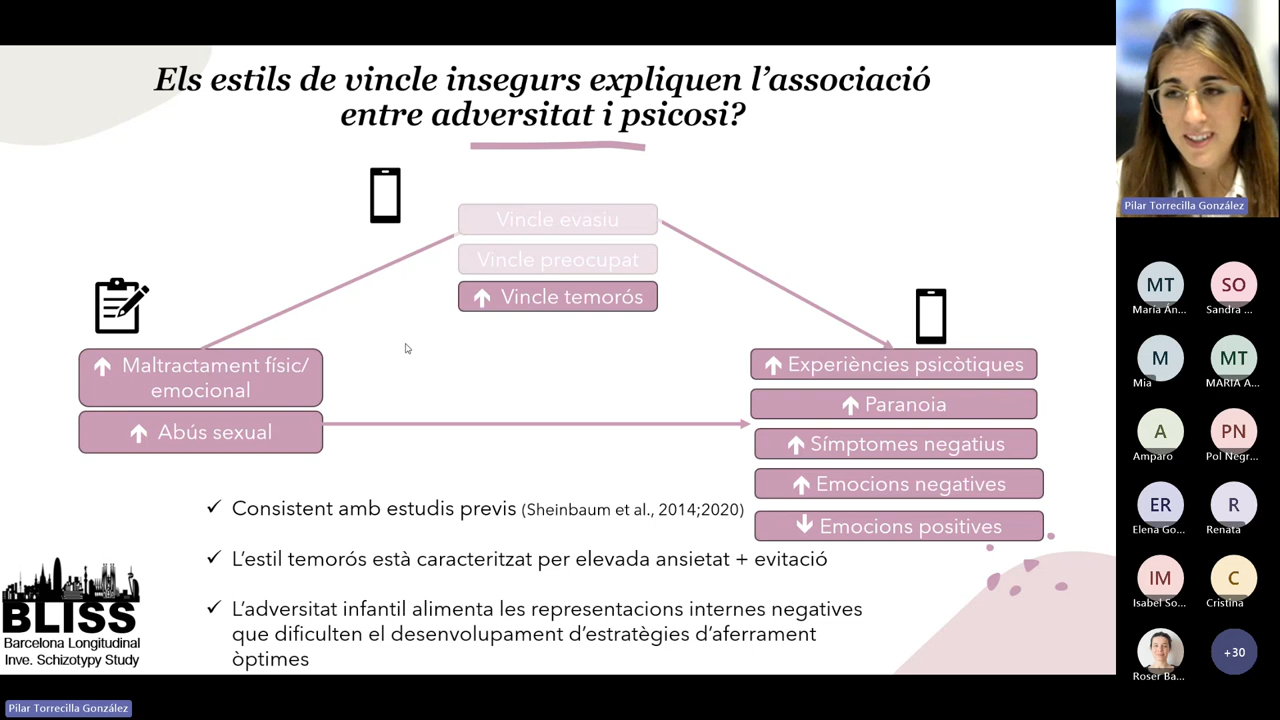 Els estils de vincle insegurs expliquen l'associació
entre adversitat i psicosi?
Vincle evasiu
Vincle preocupat
Vincle temorós
Maltractament físic/
emocional
Abús sexual
Experiències psicòtiques
Paranoia
Símptomes negatius
Emocions negatives
Emocions positives
Consistent amb estudis previs (Sheinbaum et al., 2014;2020)
L'estil temorós està caracteritzat per elevada ansietat + evitació
L'adversitat infantil alimenta les representacions internes negatives
que dificulten el desenvolupament d'estratègies d'aferrament
òptimes
BLISS
Barcelona Longitudinal
Inve. Schizotypy Study
Pilar Torrecilla González
Pilar Torrecilla González
MT
SO
María Án...
Sandra ...
M
MT
Mia
MARIA A...
A
PN
Amparo
Pol Negr...
ER
R
Elena Go...
Renata
IM
C
Isabel So...
Cristina
+30
Roser Ba...